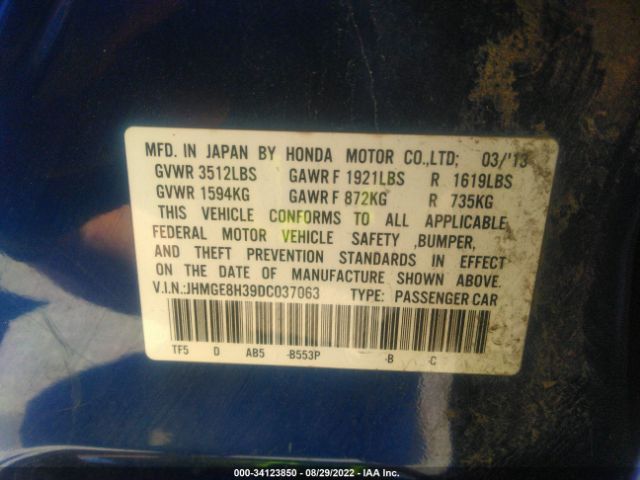 MFD. IN JAPAN BY HONDA MOTOR CO.,LTD; 03/'13
GVWR 3512LBS GAWR F 1921LBS R 1619LBS
GVWR 1594KG GAWR F 872KG R 735KG
THIS VEHICLE CONFORMS TO ALL APPLICABLE
FEDERAL MOTOR VEHICLE SAFETY ,BUMPER,
AND THEFT PREVENTION STANDARDS IN EFFECT
ON THE DATE OF MANUFACTURE SHOWN ABOVE.
V.I.N.:JHMGE8H39DC037063 TYPE: PASSENGER CAR
TF5 D AB5 -B553P -B -C
000-34123850 - 08/29/2022 - IAA Inc.